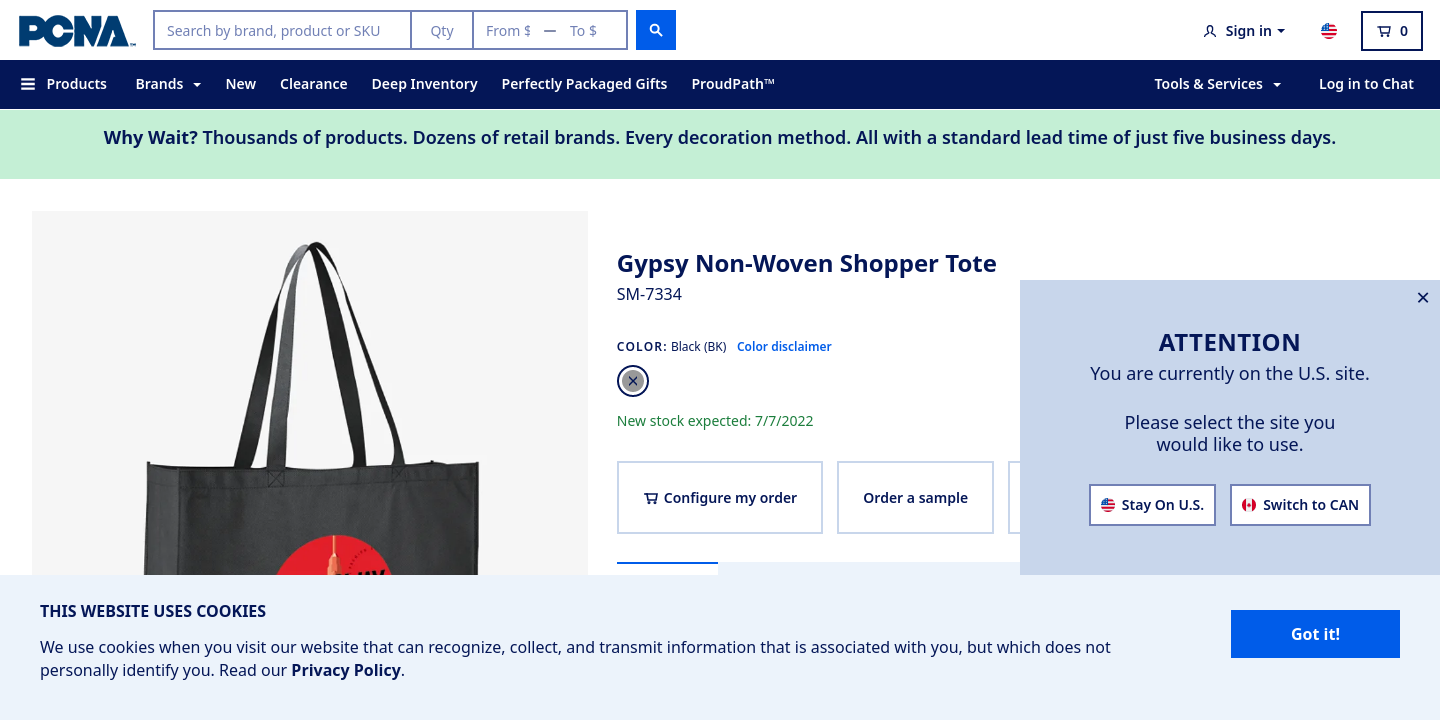 PCNA™
Search by brand, product or SKU
Qty
From $ — To $
Sign in
0
Products
Brands
New
Clearance
Deep Inventory
Perfectly Packaged Gifts
ProudPath™
Tools & Services
Log in to Chat
Why Wait? Thousands of products. Dozens of retail brands. Every decoration method. All with a standard lead time of just five business days.
Gypsy Non-Woven Shopper Tote
SM-7334
COLOR: Black (BK) Color disclaimer
New stock expected: 7/7/2022
Configure my order
Order a sample
ATTENTION
You are currently on the U.S. site.
Please select the site you
would like to use.
Stay On U.S.
Switch to CAN
THIS WEBSITE USES COOKIES
We use cookies when you visit our website that can recognize, collect, and transmit information that is associated with you, but which does not
personally identify you. Read our Privacy Policy.
Got it!